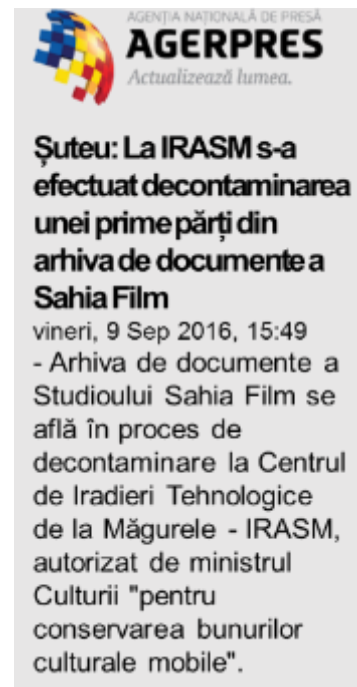 AGENȚIA NAȚIONALĂ DE PRESĂ
AGERPRES
Actualizează lumea.
Șuteu: La IRASM s-a
efectuat decontaminarea
unei prime părți din
arhiva de documente a
Sahia Film
vineri, 9 Sep 2016, 15:49
- Arhiva de documente a
Studioului Sahia Film se
află în proces de
decontaminare la Centrul
de Iradieri Tehnologice
de la Măgurele - IRASM,
autorizat de ministrul
Culturii "pentru
conservarea bunurilor
culturale mobile".